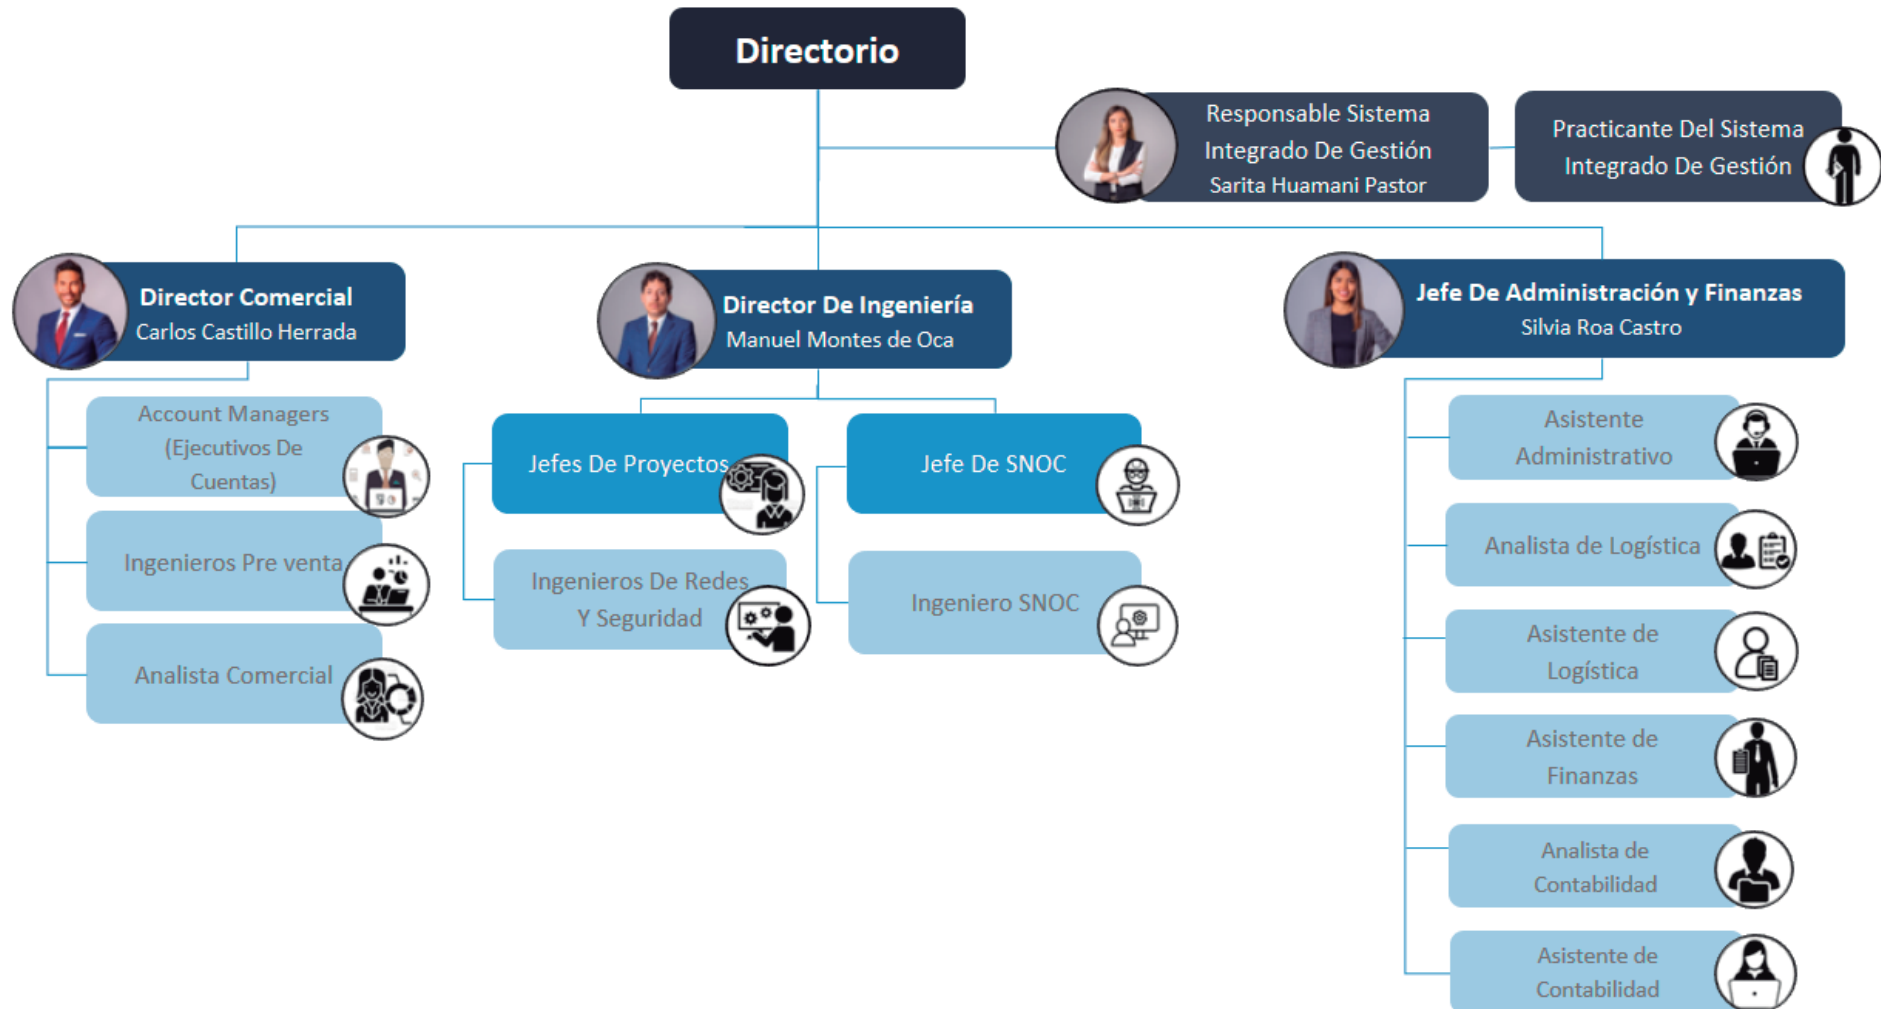 Directorio
Responsable Sistema
Integrado De Gestión
Sarita Huamani Pastor
Practicante Del Sistema
Integrado De Gestión
Director Comercial
Carlos Castillo Herrada
Director De Ingeniería
Manuel Montes de Oca
Jefe De Administración y Finanzas
Silvia Roa Castro
Account Managers
(Ejecutivos De
Cuentas)
Ingenieros Pre venta
Analista Comercial
Jefes De Proyectos
Ingenieros De Redes
Y Seguridad
Jefe De SNOC
Ingeniero SNOC
Asistente
Administrativo
Analista de Logística
Asistente de
Logística
Asistente de
Finanzas
Analista de
Contabilidad
Asistente de
Contabilidad